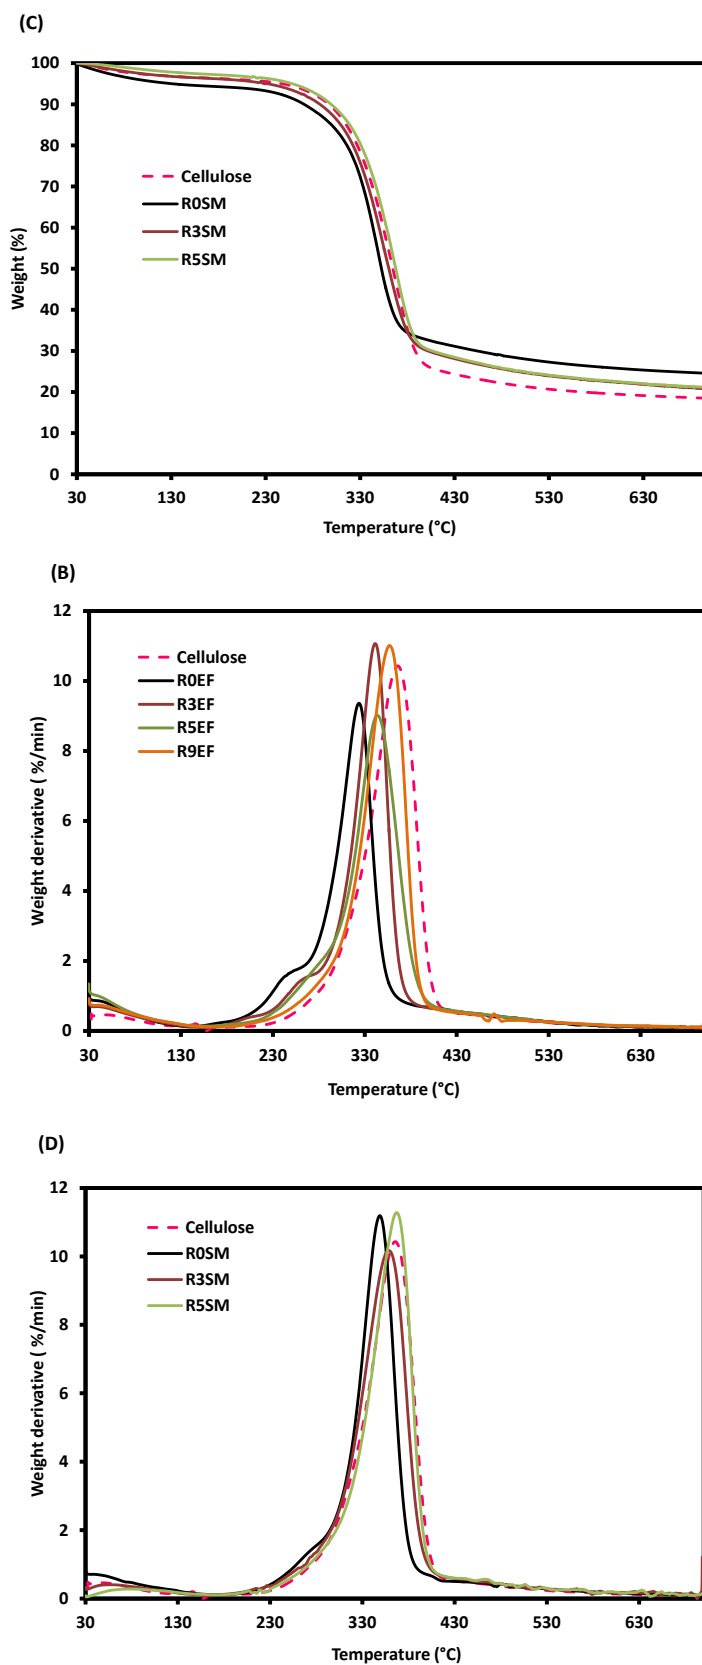 (C)
100
90
80
70
60
50
40
30
20
10
0
Weight (%)
Cellulose
R0SM
R3SM
R5SM
30 130 230 330 430 530 630
Temperature (°C)
(B)
12
10
8
6
4
2
0
Weight derivative ( %/min)
Cellulose
R0EF
R3EF
R5EF
R9EF
30 130 230 330 430 530 630
Temperature (°C)
(D)
12
10
8
6
4
2
0
Weight derivative ( %/min)
Cellulose
R0SM
R3SM
R5SM
30 130 230 330 430 530 630
Temperature (°C)